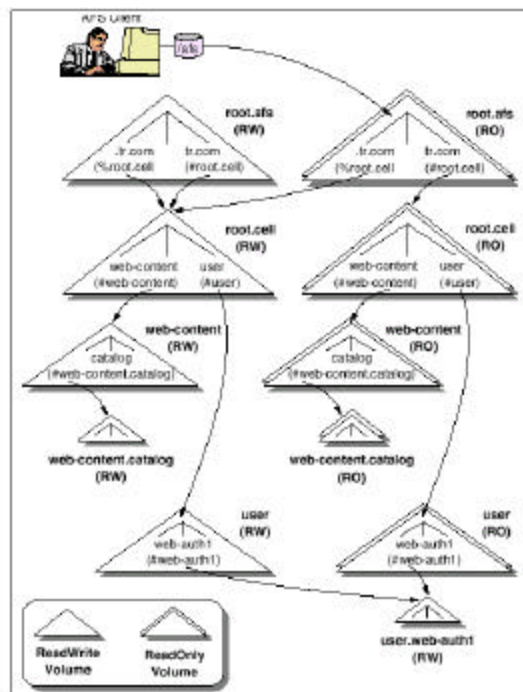 AFS Client
/afs
root.afs
(RW)
root.afs
(RO)
.tr.com
(%root.cell
tr.com
(#root.cell)
.tr.com
(%root.cell
tr.com
(#root.cell)
root.cell
(RW)
root.cell
(RO)
web-content
(#web-content)
user
(#user)
web-content
(#web-content)
user
(#user)
web-content
(RW)
web-content
(RO)
catalog
(#web-content.catalog)
catalog
(#web-content.catalog)
web-content.catalog
(RW)
web-content.catalog
(RO)
user
(RW)
user
(RO)
web-auth1
(#web-auth1)
web-auth1
(#web-auth1)
user.web-auth1
(RW)
ReadWrite
Volume
ReadOnly
Volume